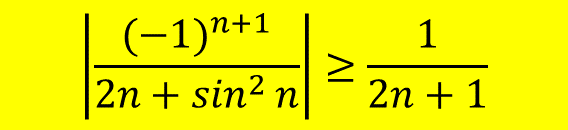 |(−1)ⁿ⁺¹ / (2n + sin² n)| ≥ 1 / (2n + 1)